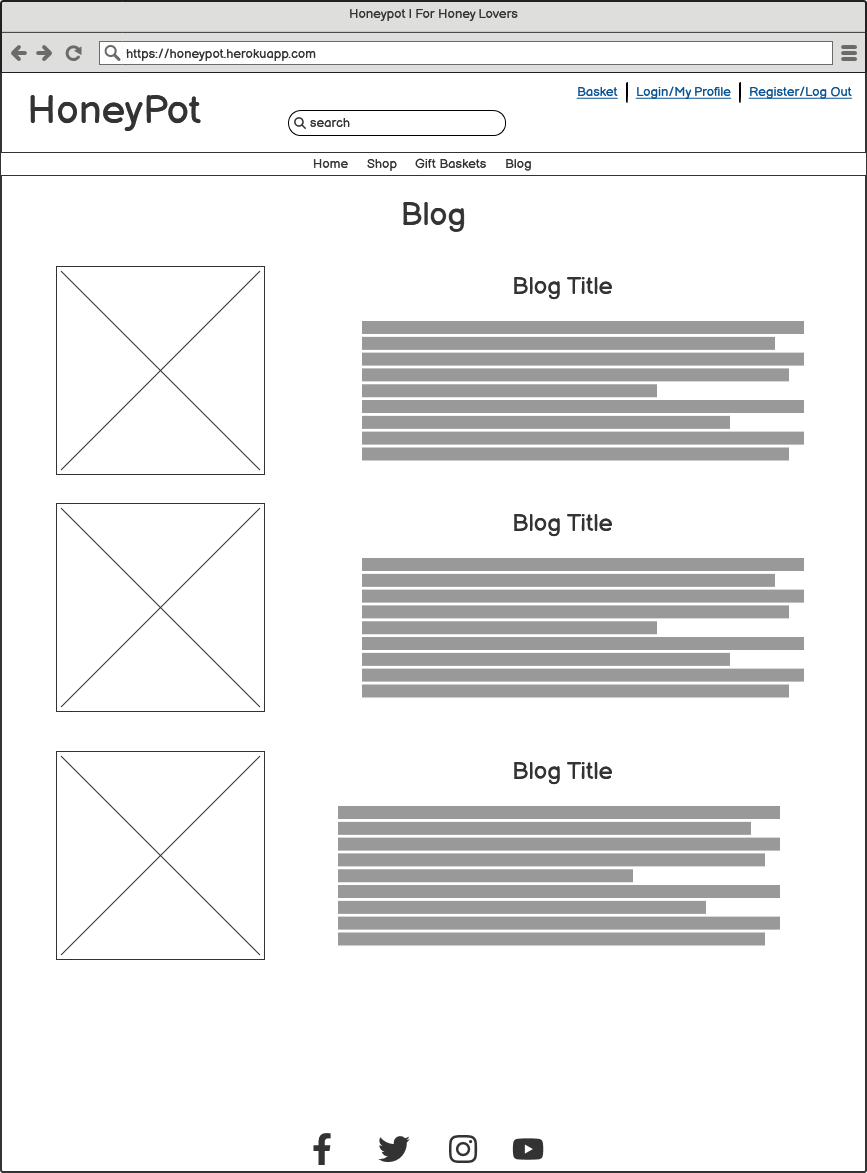 Honeypot | For Honey Lovers
https://honeypot.herokuapp.com
Basket Login/My Profile Register/Log Out
HoneyPot
search
Home Shop Gift Baskets Blog
Blog
Blog Title
Blog Title
Blog Title